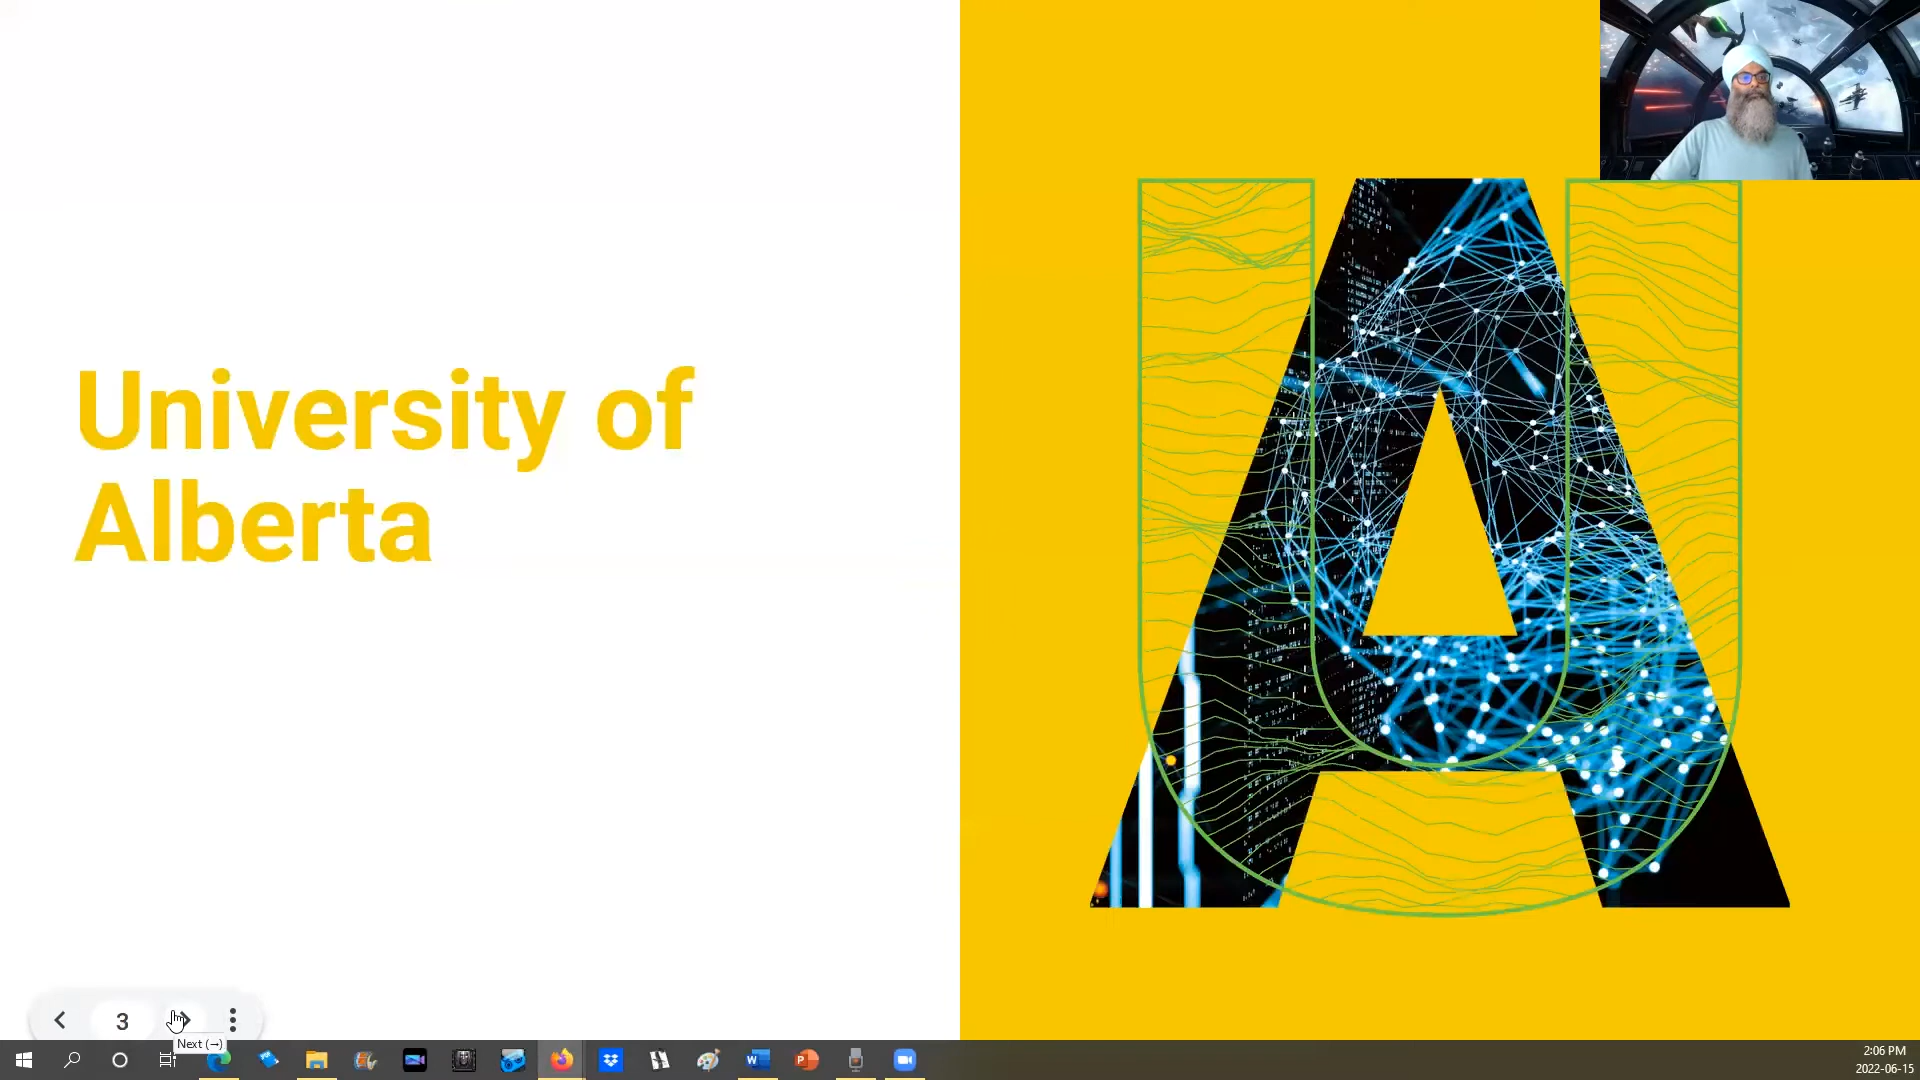 University of
Alberta
3
Next (→)
2:06 PM
2022-06-15